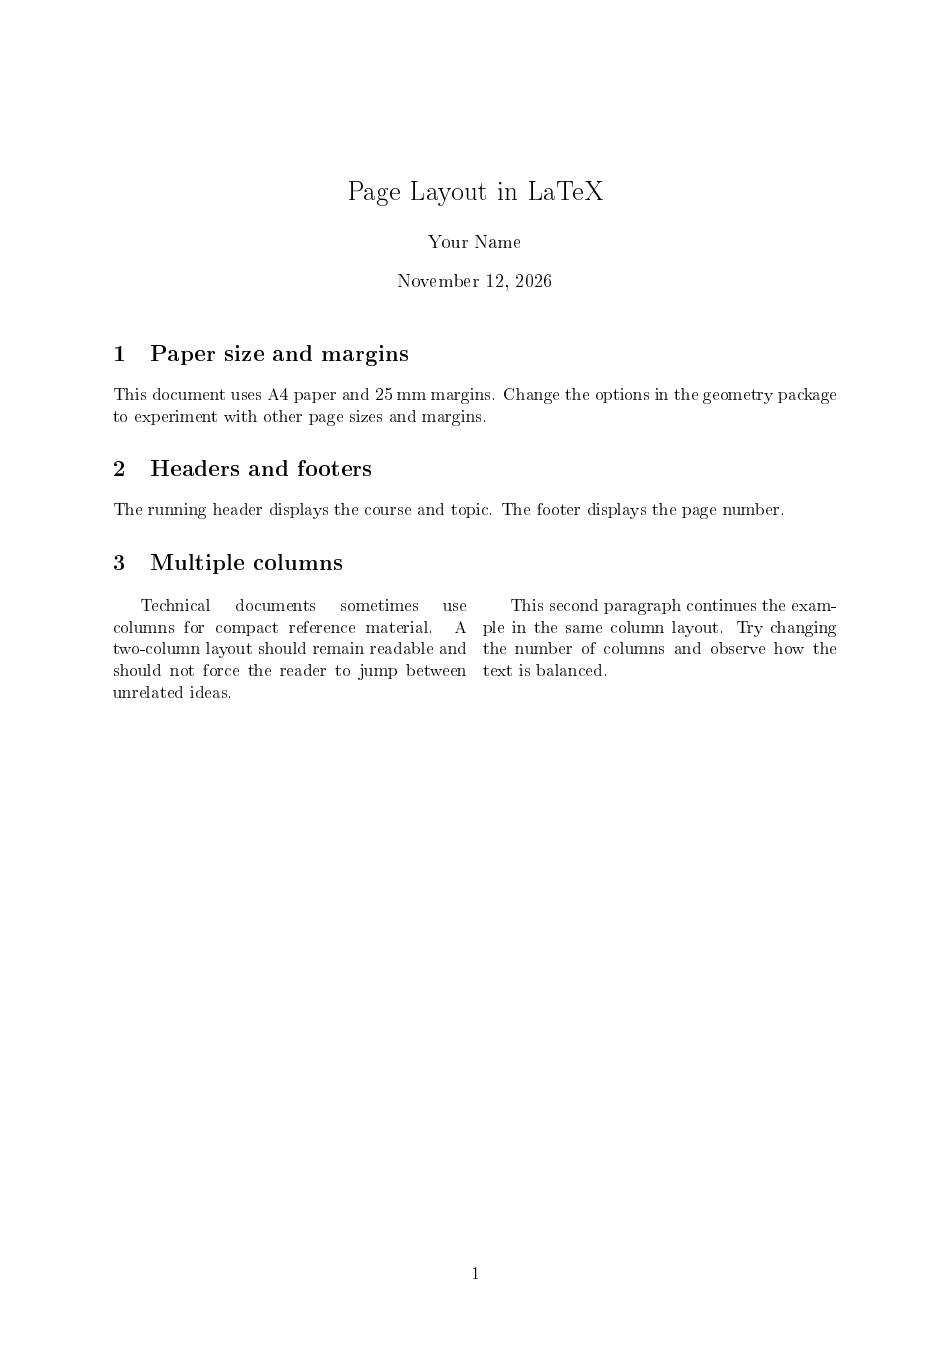 Page Layout in LaTeX
Your Name
November 12, 2026
1 Paper size and margins
This document uses A4 paper and 25 mm margins. Change the options in the geometry package
to experiment with other page sizes and margins.
2 Headers and footers
The running header displays the course and topic. The footer displays the page number.
3 Multiple columns
Technical documents sometimes use
columns for compact reference material. A
two-column layout should remain readable and
should not force the reader to jump between
unrelated ideas.
This second paragraph continues the exam-
ple in the same column layout. Try changing
the number of columns and observe how the
text is balanced.
1